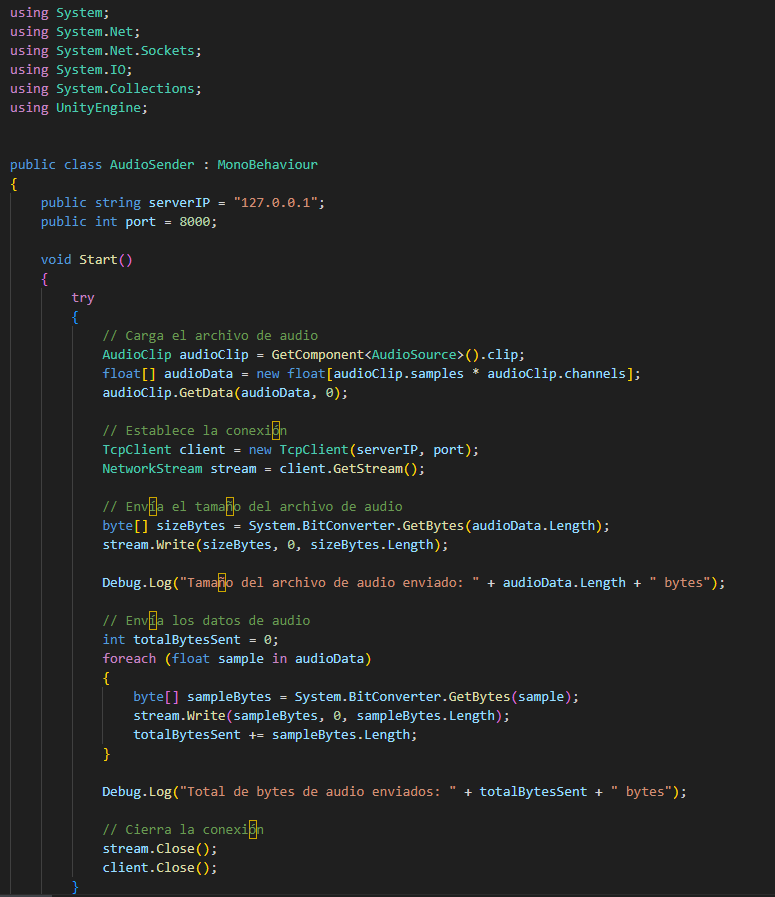 using System;
using System.Net;
using System.Net.Sockets;
using System.IO;
using System.Collections;
using UnityEngine;
public class AudioSender : MonoBehaviour
{
public string serverIP = "127.0.0.1";
public int port = 8000;
void Start()
{
try
{
// Carga el archivo de audio
AudioClip audioClip = GetComponent<AudioSource>().clip;
float[] audioData = new float[audioClip.samples * audioClip.channels];
audioClip.GetData(audioData, 0);
// Establece la conexión
TcpClient client = new TcpClient(serverIP, port);
NetworkStream stream = client.GetStream();
// Envía el tamaño del archivo de audio
byte[] sizeBytes = System.BitConverter.GetBytes(audioData.Length);
stream.Write(sizeBytes, 0, sizeBytes.Length);
Debug.Log("Tamaño del archivo de audio enviado: " + audioData.Length + " bytes");
// Envía los datos de audio
int totalBytesSent = 0;
foreach (float sample in audioData)
{
byte[] sampleBytes = System.BitConverter.GetBytes(sample);
stream.Write(sampleBytes, 0, sampleBytes.Length);
totalBytesSent += sampleBytes.Length;
}
Debug.Log("Total de bytes de audio enviados: " + totalBytesSent + " bytes");
// Cierra la conexión
stream.Close();
client.Close();
}